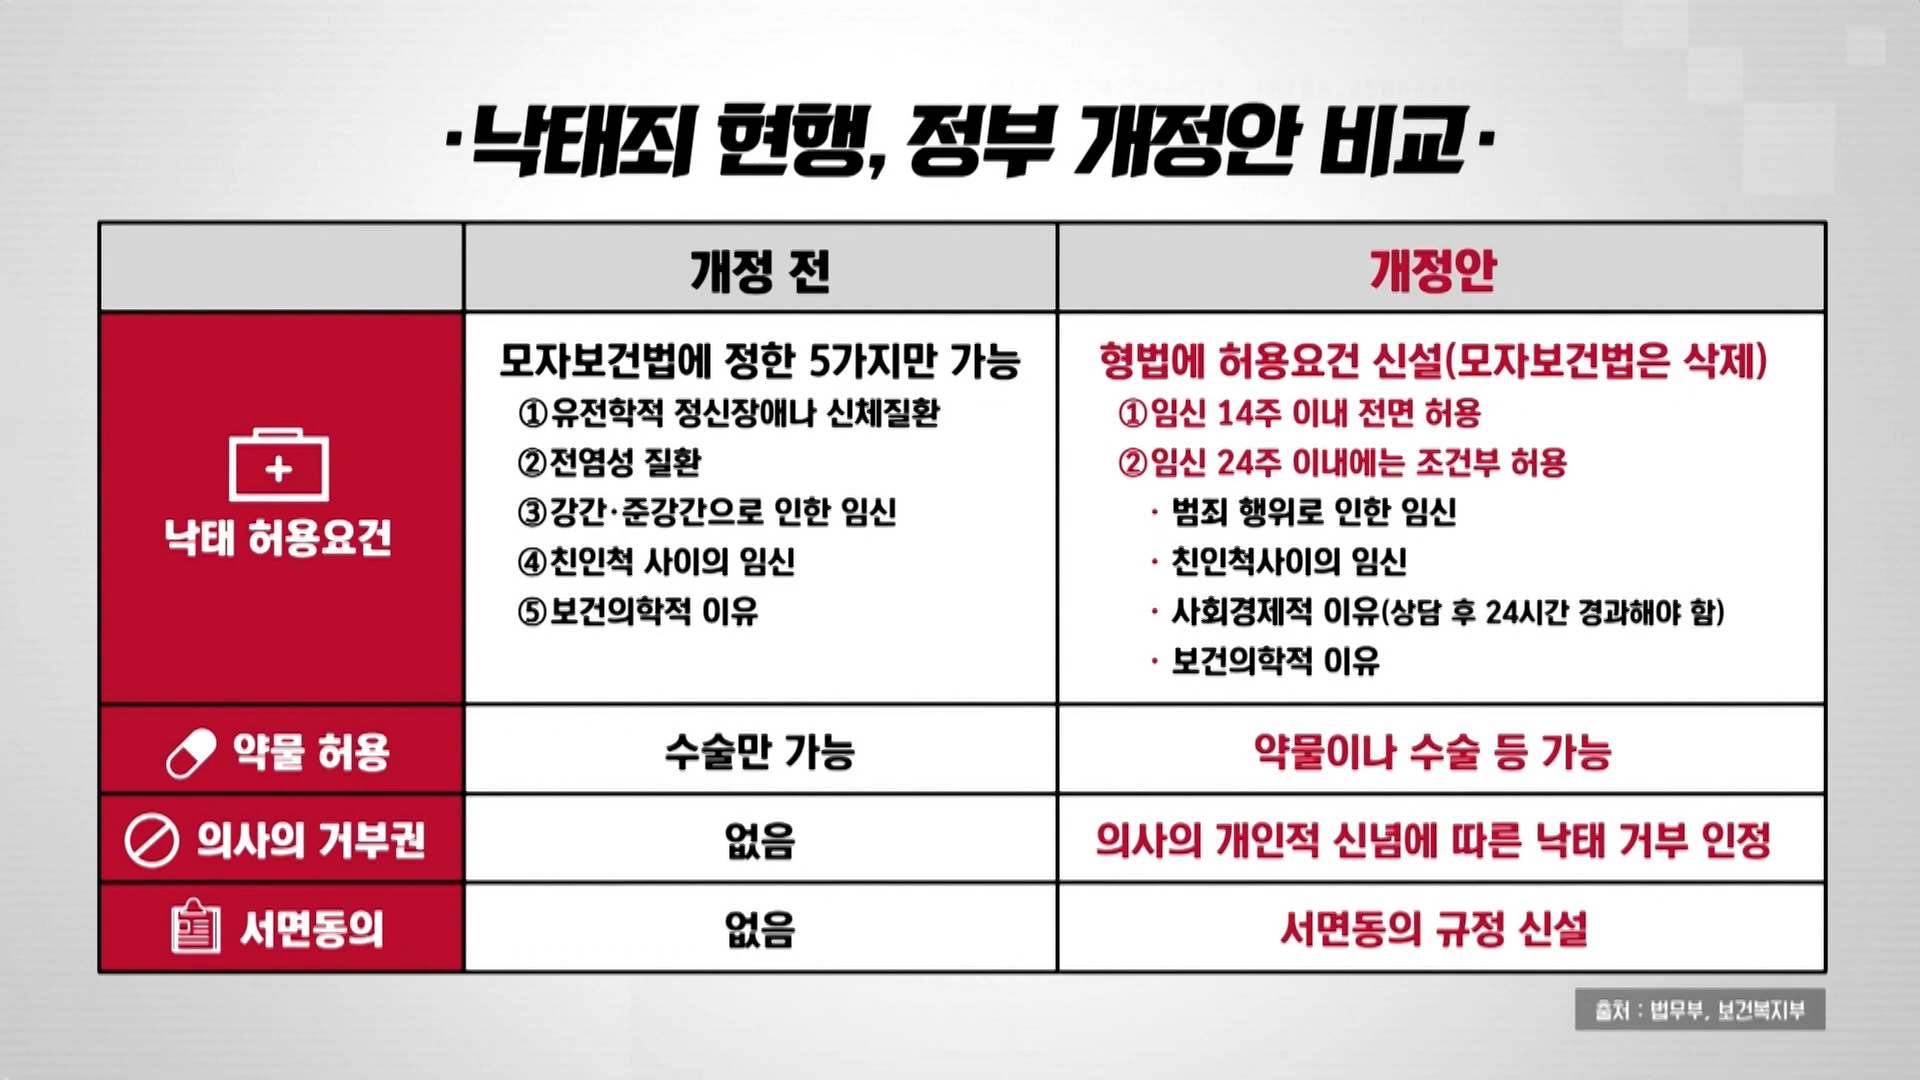 ·낙태죄 현행, 정부 개정안 비교·
개정 전
개정안
낙태 허용요건
모자보건법에 정한 5가지만 가능
①유전학적 정신장애나 신체질환
②전염성 질환
③강간·준강간으로 인한 임신
④친인척 사이의 임신
⑤보건의학적 이유
형법에 허용요건 신설(모자보건법은 삭제)
①임신 14주 이내 전면 허용
②임신 24주 이내에는 조건부 허용
· 범죄 행위로 인한 임신
· 친인척사이의 임신
· 사회경제적 이유(상담 후 24시간 경과해야 함)
· 보건의학적 이유
약물 허용
수술만 가능
약물이나 수술 등 가능
의사의 거부권
없음
의사의 개인적 신념에 따른 낙태 거부 인정
서면동의
없음
서면동의 규정 신설
출처 : 법무부, 보건복지부